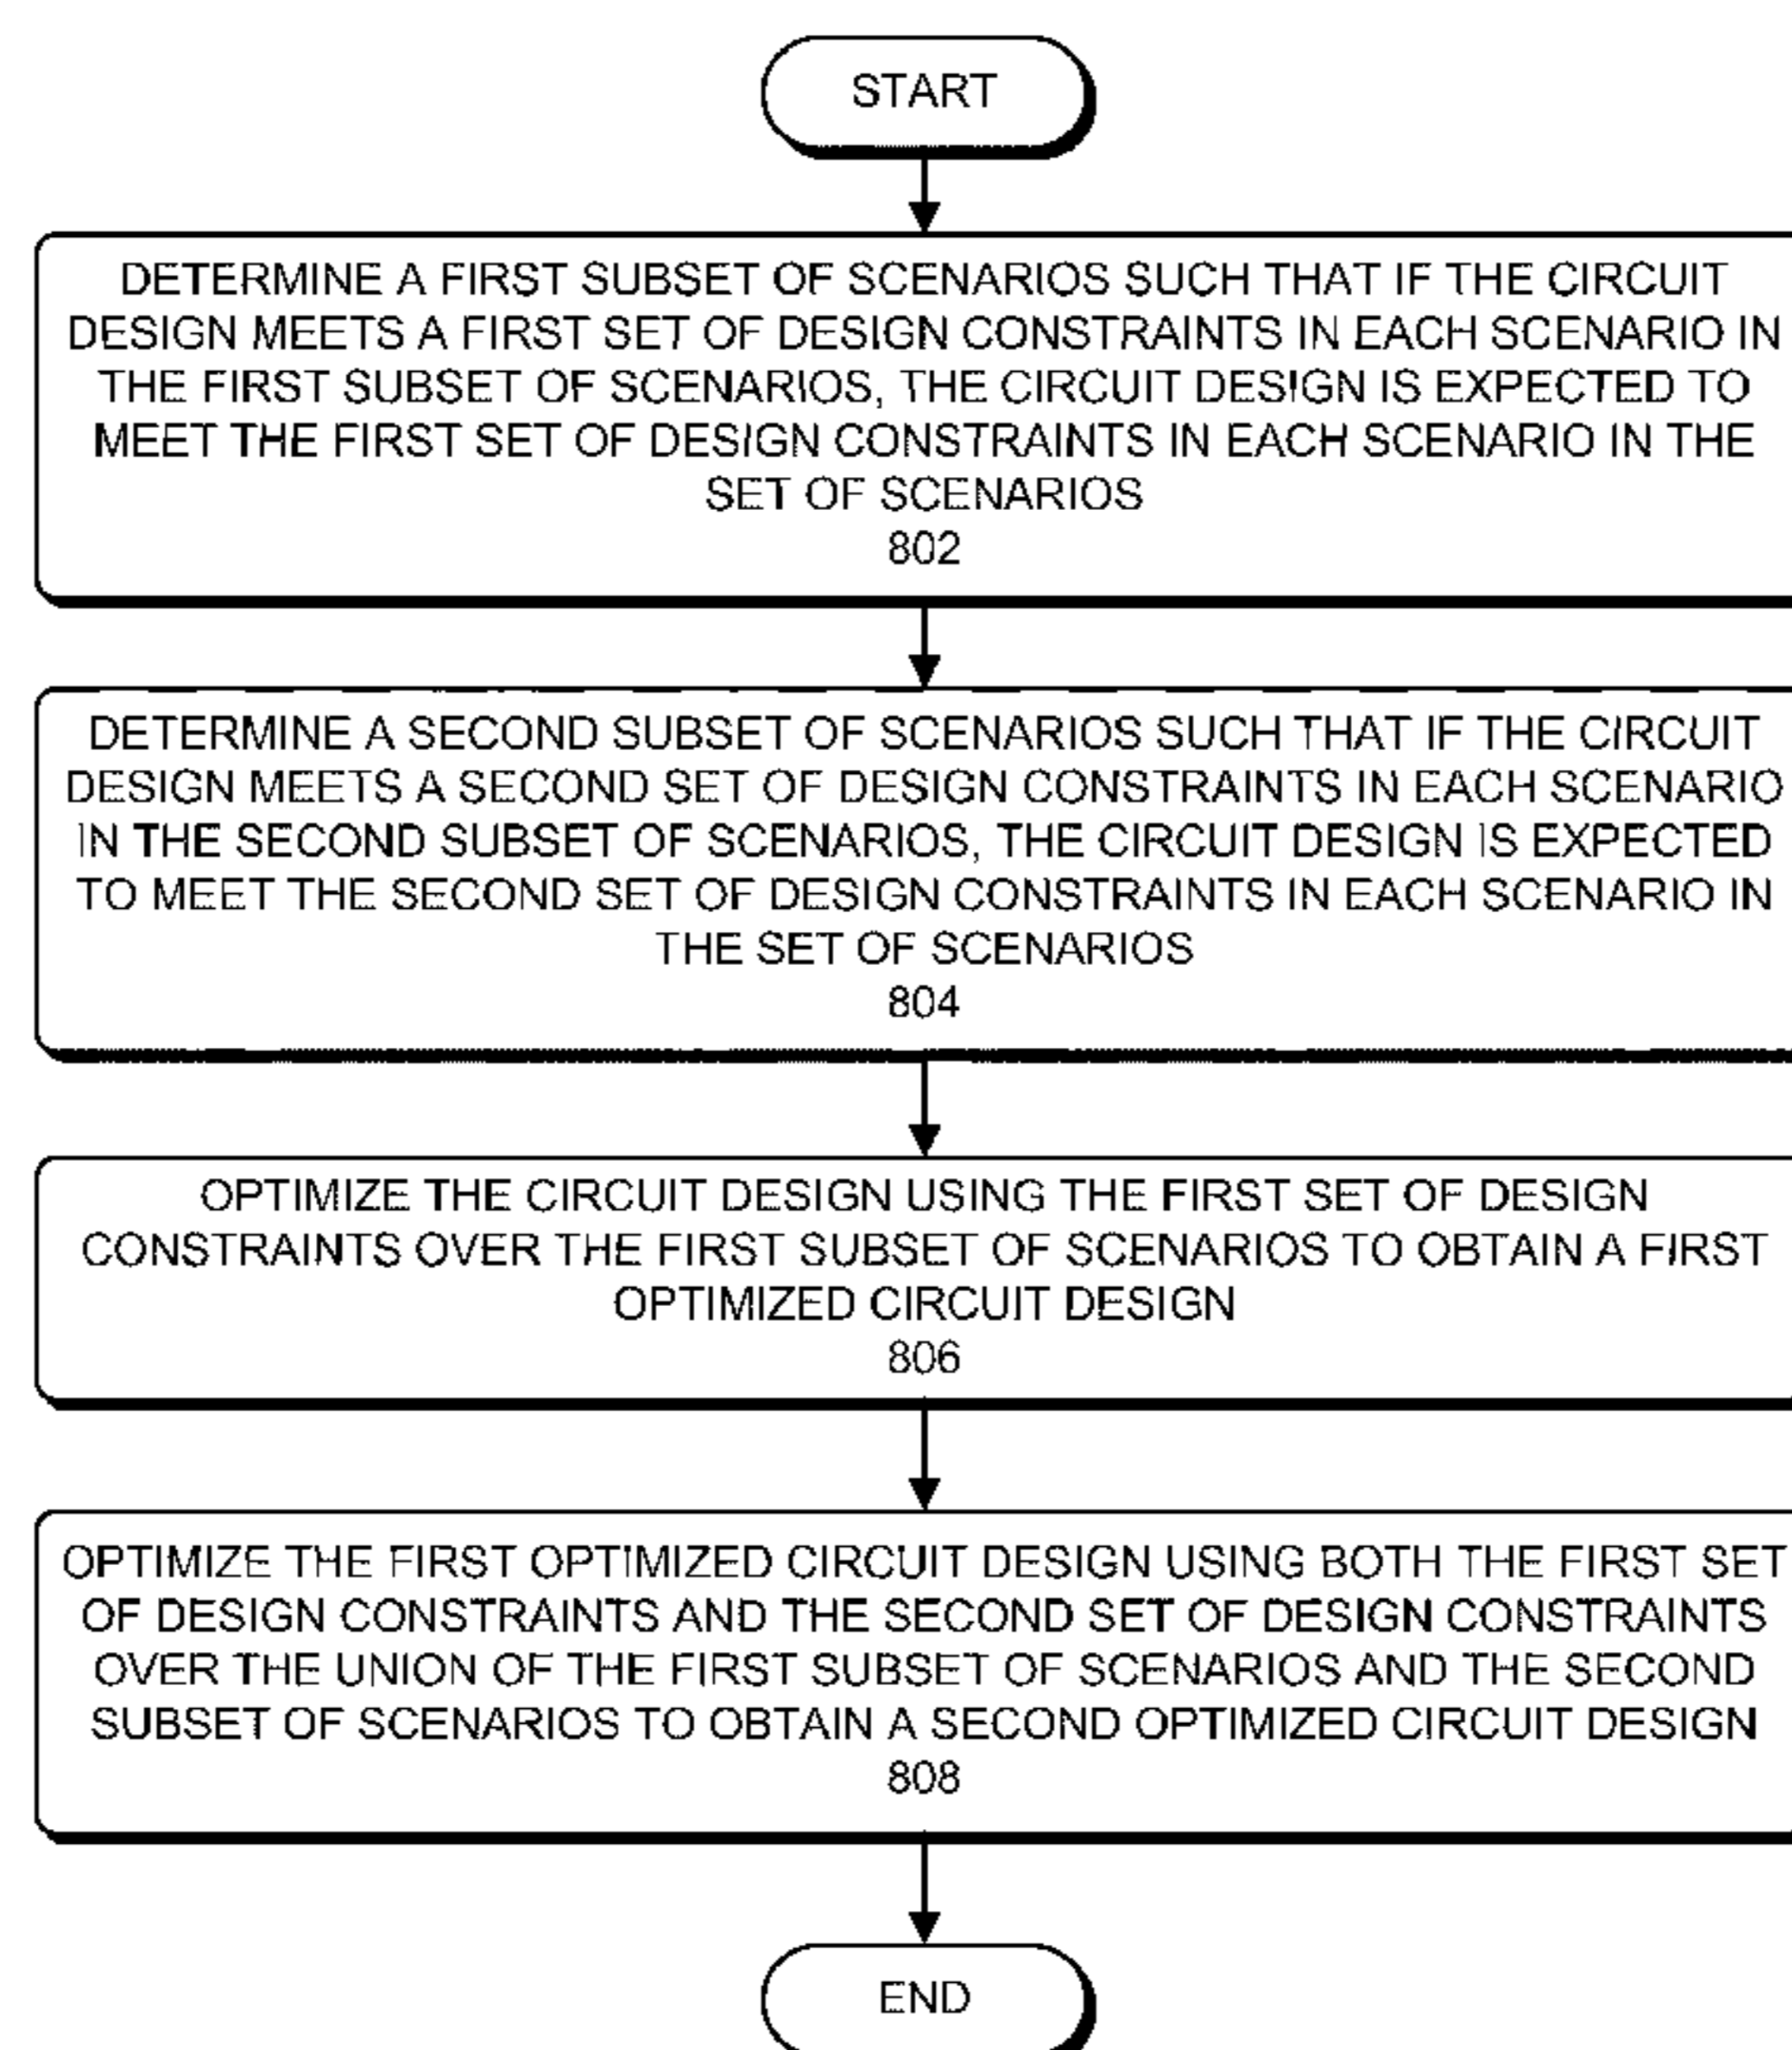 START
DETERMINE A FIRST SUBSET OF SCENARIOS SUCH THAT IF THE CIRCUIT
DESIGN MEETS A FIRST SET OF DESIGN CONSTRAINTS IN EACH SCENARIO IN
THE FIRST SUBSET OF SCENARIOS, THE CIRCUIT DESIGN IS EXPECTED TO
MEET THE FIRST SET OF DESIGN CONSTRAINTS IN EACH SCENARIO IN THE
SET OF SCENARIOS
802
DETERMINE A SECOND SUBSET OF SCENARIOS SUCH THAT IF THE CIRCUIT
DESIGN MEETS A SECOND SET OF DESIGN CONSTRAINTS IN EACH SCENARIO
IN THE SECOND SUBSET OF SCENARIOS, THE CIRCUIT DESIGN IS EXPECTED
TO MEET THE SECOND SET OF DESIGN CONSTRAINTS IN EACH SCENARIO IN
THE SET OF SCENARIOS
804
OPTIMIZE THE CIRCUIT DESIGN USING THE FIRST SET OF DESIGN
CONSTRAINTS OVER THE FIRST SUBSET OF SCENARIOS TO OBTAIN A FIRST
OPTIMIZED CIRCUIT DESIGN
806
OPTIMIZE THE FIRST OPTIMIZED CIRCUIT DESIGN USING BOTH THE FIRST SET
OF DESIGN CONSTRAINTS AND THE SECOND SET OF DESIGN CONSTRAINTS
OVER THE UNION OF THE FIRST SUBSET OF SCENARIOS AND THE SECOND
SUBSET OF SCENARIOS TO OBTAIN A SECOND OPTIMIZED CIRCUIT DESIGN
808
END